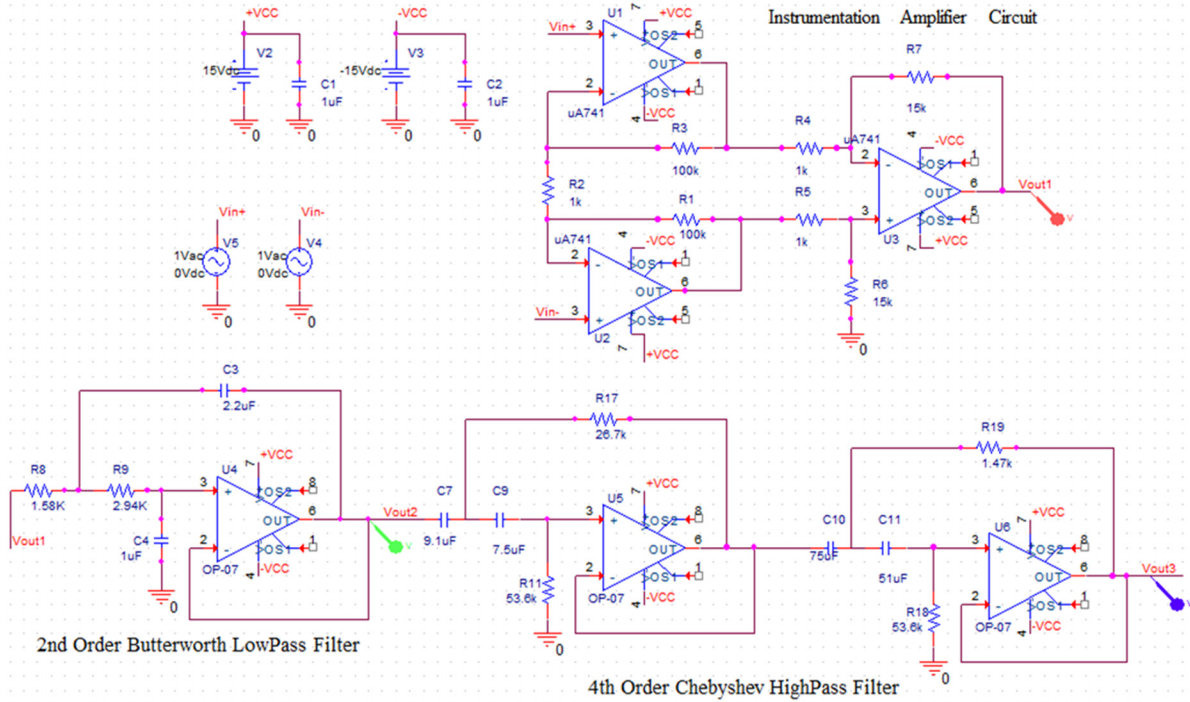 Instrumentation Amplifier Circuit
+VCC
V2
15Vdc
C1
1uF
0
0
-VCC
V3
-15Vdc
C2
1uF
0
0
Vin+
V5
1Vac
0Vdc
0
Vin-
V4
1Vac
0Vdc
0
U1
Vin+
3
+
2
-
7
+VCC
OS2
5
OUT
6
OS1
1
4
-VCC
uA741
R3
100k
R2
1k
R1
100k
uA741
2
-
4
-VCC
OS1
1
OUT
6
OS2
5
Vin-
3
+
U2
7
+VCC
R4
1k
R5
1k
R7
15k
uA741
2
-
4
-VCC
OS1
1
OUT
6
OS2
5
3
+
U3
7
+VCC
Vout1
V
R6
15k
0
C3
2.2uF
R8
1.58K
R9
2.94K
Vout1
C4
1uF
0
U4
3
+
2
-
7
+VCC
OS2
8
OUT
6
OS1
1
4
-VCC
OP-07
Vout2
V
2nd Order Butterworth LowPass Filter
R17
26.7k
C7
9.1uF
C9
7.5uF
R11
53.6k
0
U5
3
+
2
-
7
+VCC
OS2
8
OUT
6
OS1
1
4
-VCC
OP-07
R19
1.47k
C10
75uF
C11
51uF
R18
53.6k
0
U6
3
+
2
-
7
+VCC
OS2
8
OUT
6
OS1
1
4
-VCC
OP-07
Vout3
V
4th Order Chebyshev HighPass Filter